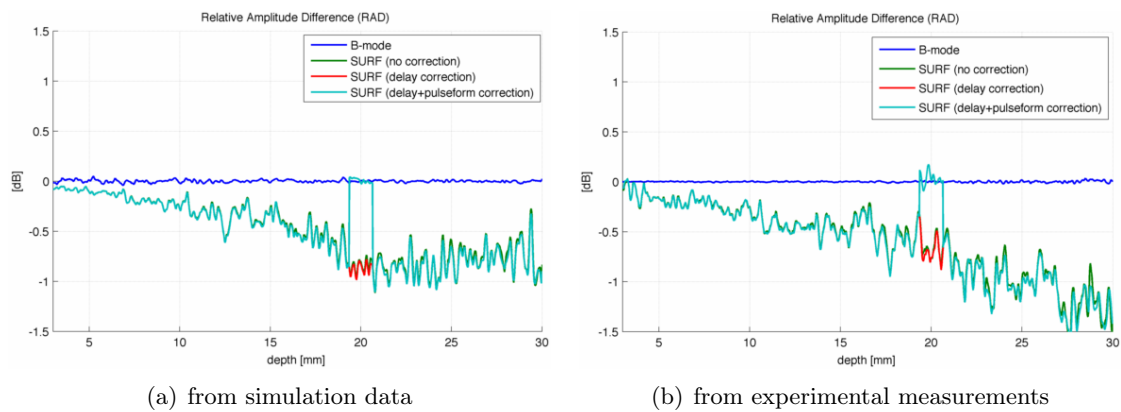 Relative Amplitude Difference (RAD)
1.5
1
0.5
0
-0.5
-1
-1.5
[dB]
5
10
15
20
25
30
depth [mm]
B-mode
SURF (no correction)
SURF (delay correction)
SURF (delay+pulseform correction)
(a) from simulation data
Relative Amplitude Difference (RAD)
1.5
1
0.5
0
-0.5
-1
-1.5
[dB]
5
10
15
20
25
30
depth [mm]
B-mode
SURF (no correction)
SURF (delay correction)
SURF (delay+pulseform correction)
(b) from experimental measurements